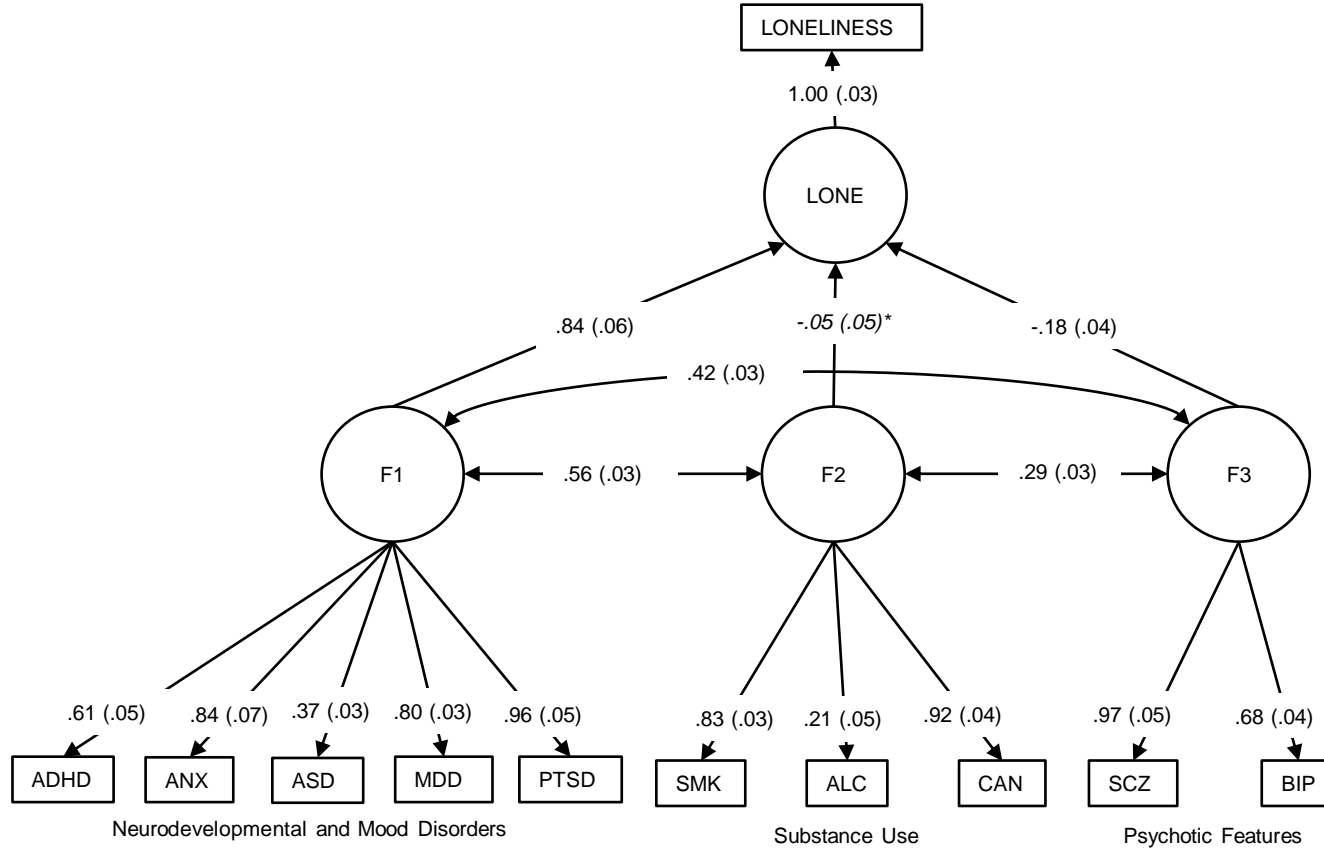 LONELINESS
1.00 (.03)
LONE
.84 (.06)
-.05 (.05)*
-.18 (.04)
.42 (.03)
F1
.56 (.03)
F2
.29 (.03)
F3
.61 (.05)
.84 (.07)
.37 (.03)
.80 (.03)
.96 (.05)
.83 (.03)
.21 (.05)
.92 (.04)
.97 (.05)
.68 (.04)
ADHD
ANX
ASD
MDD
PTSD
SMK
ALC
CAN
SCZ
BIP
Neurodevelopmental and Mood Disorders
Substance Use
Psychotic Features